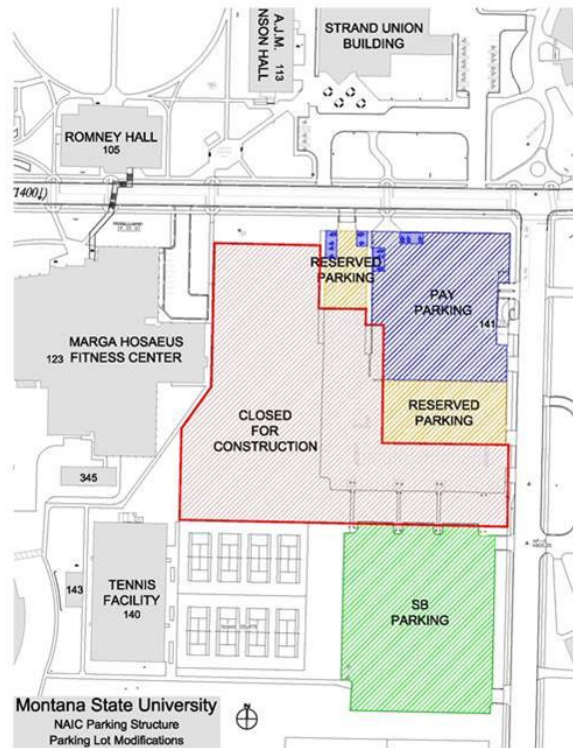 STRAND UNION
BUILDING
A.J.M.
NSON HALL
113
ROMNEY HALL
105
RESERVED
PARKING
PAY
PARKING
141
MARGA HOSAEUS
FITNESS CENTER
123
CLOSED
FOR
CONSTRUCTION
RESERVED
PARKING
345
TENNIS
FACILITY
140
143
SB
PARKING
Montana State University
NAIC Parking Structure
Parking Lot Modifications
N